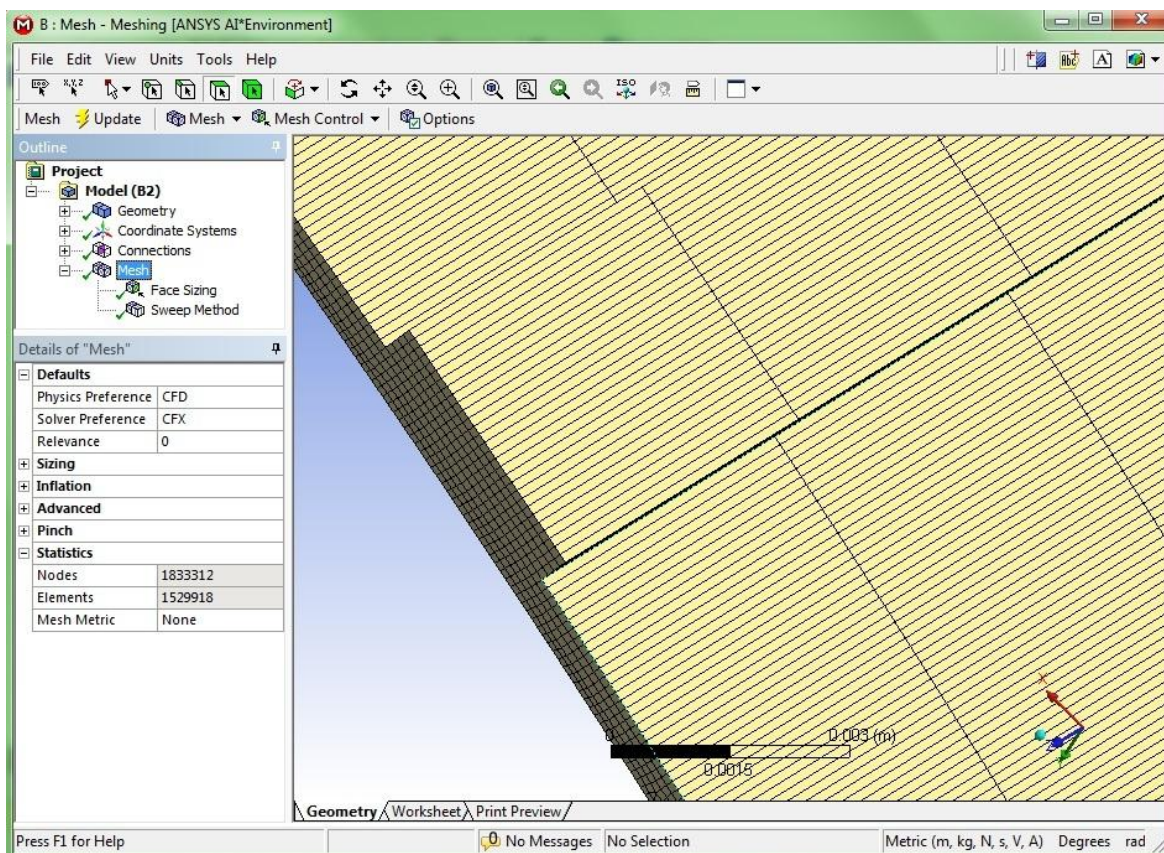 B : Mesh - Meshing [ANSYS AI*Environment]
File Edit View Units Tools Help
Mesh Update Mesh Mesh Control Options
Outline
Project
Model (B2)
Geometry
Coordinate Systems
Connections
Mesh
Face Sizing
Sweep Method
Details of "Mesh"
Defaults
Physics Preference CFD
Solver Preference CFX
Relevance 0
Sizing
Inflation
Advanced
Pinch
Statistics
Nodes 1833312
Elements 1529918
Mesh Metric None
X
Y
0 0.003 (m)
0.0015
Geometry Worksheet Print Preview
Press F1 for Help 0 No Messages No Selection Metric (m, kg, N, s, V, A) Degrees rad